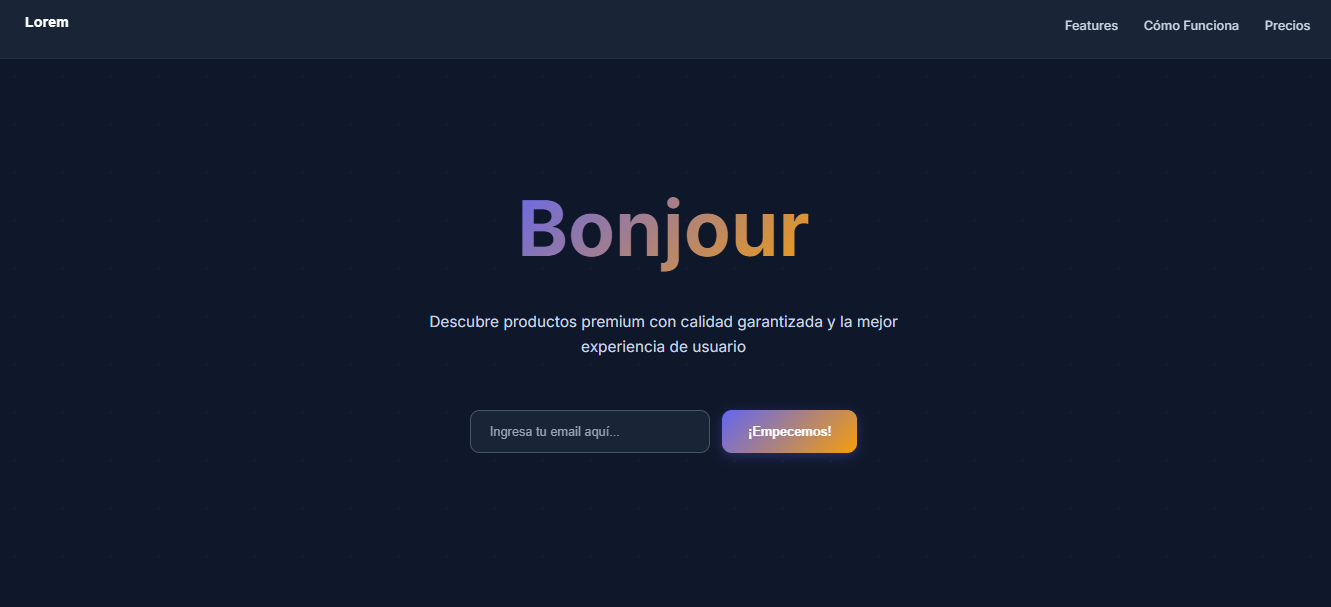 Lorem
Features
Cómo Funciona
Precios
Bonjour
Descubre productos premium con calidad garantizada y la mejor
experiencia de usuario
Ingresa tu email aquí...
¡Empecemos!